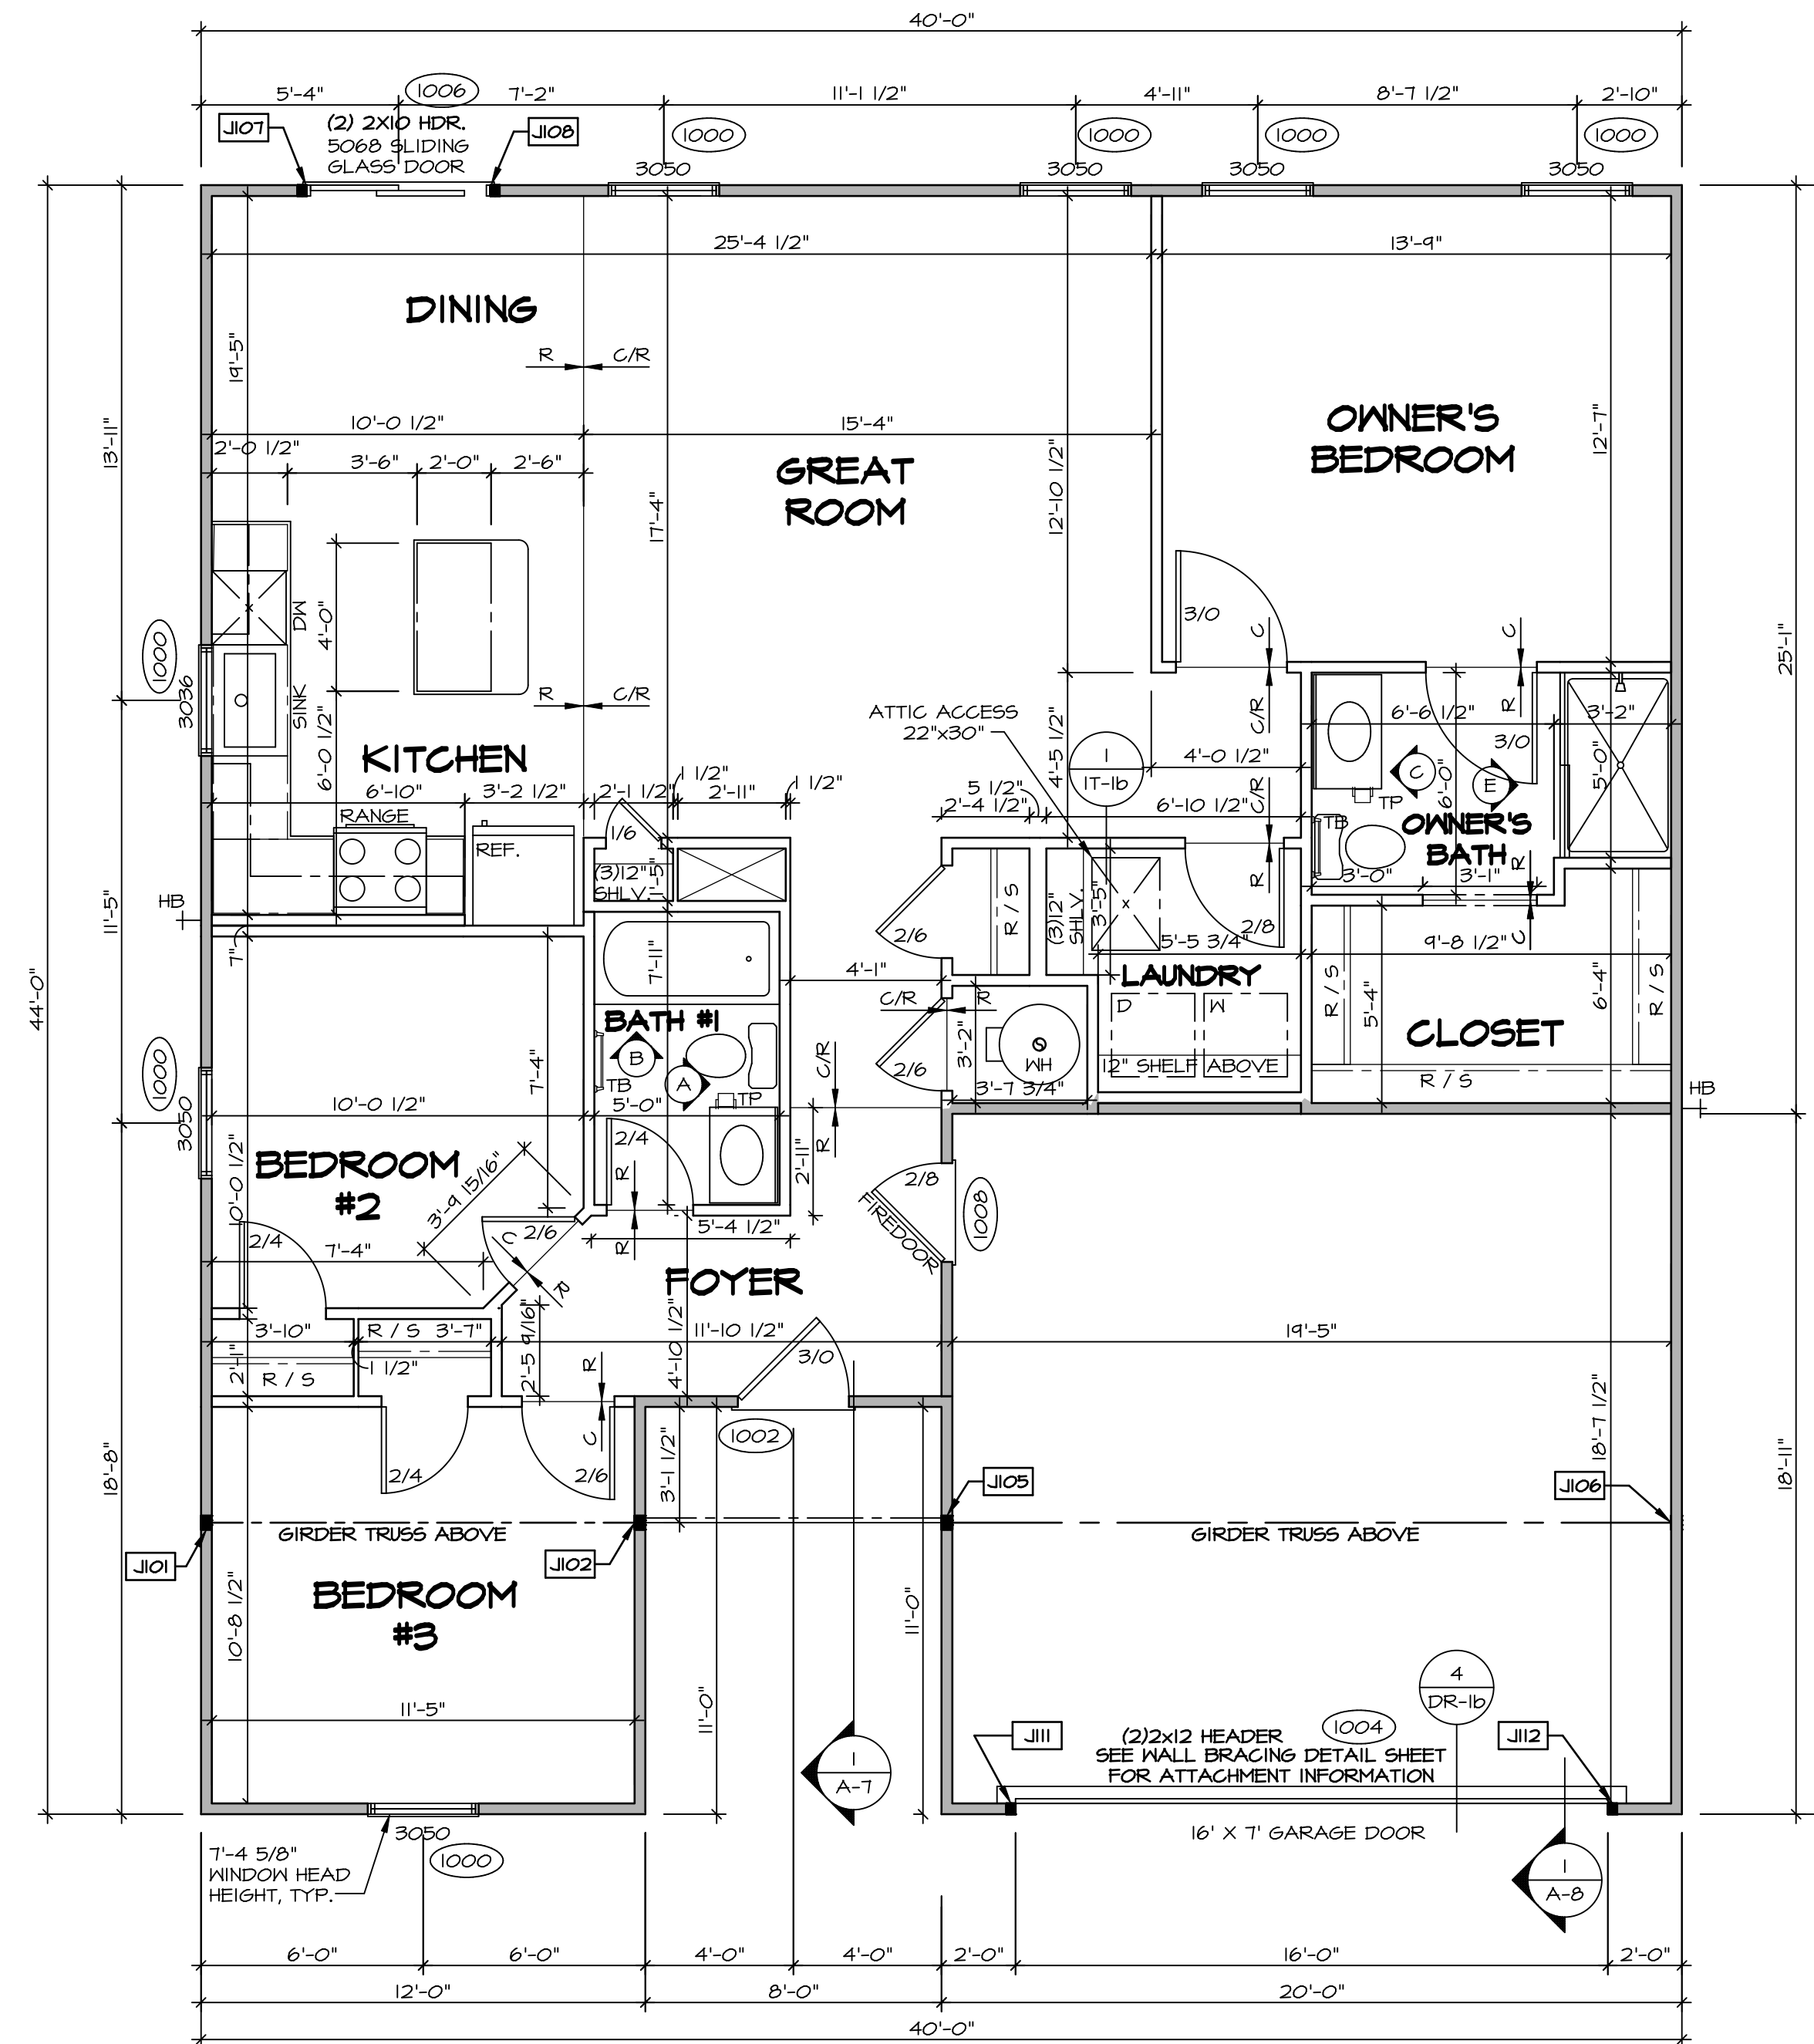 40'-0"
5'-4"
1006
7'-2"
11'-1 1/2"
4'-11"
8'-7 1/2"
2'-10"
J107
(2) 2X10 HDR.
5068 SLIDING
GLASS DOOR
J108
1000
1000
1000
1000
3050
3050
3050
3050
25'-4 1/2"
13'-9"
DINING
19'-5"
R
C/R
13'-11"
OWNER'S
BEDROOM
12'-7"
10'-0 1/2"
15'-4"
2'-0 1/2"
3'-6"
2'-0"
2'-6"
GREAT
ROOM
17'-4"
12'-10 1/2"
DW
4'-0"
3/0
C
C
25'-1"
1000
3036
SINK
R
C/R
ATTIC ACCESS
22"x30"
4'-5 1/2"
1
1T-1b
C/R
4'-0 1/2"
6'-6 1/2"
R
3'-2"
3/0
KITCHEN
6'-0 1/2"
6'-10"
3'-2 1/2"
2'-1 1/2"
1 1/2"
2'-11"
1 1/2"
5 1/2"
2'-4 1/2"
6'-10 1/2"
C/R
C
E
6'-0"
5'-0"
TP
TB
RANGE
REF.
1/6
(3)12"
SHLV.
1'-5"
OWNER'S
BATH
R
3'-0"
3'-1"
HB
11'-5"
7"
R / S
(3)12"
SHLV.
3'-5"
R
2/6
2/8
5'-5 3/4"
9'-8 1/2"
C
44'-0"
7'-11"
4'-1"
LAUNDRY
R / S
R / S
6'-4"
5'-4"
C/R
R
D
W
BATH #1
B
A
TB
TP
3'-2"
WH
12" SHELF ABOVE
CLOSET
R / S
HB
1000
3050
7'-4"
2/6
C/R
3'-7 3/4"
10'-0 1/2"
5'-0"
2/4
R
2'-11"
BEDROOM
#2
10'-0 1/2"
3'-9 15/16"
R
2/8
FIREDOOR
1008
2/4
7'-4"
C
2/6
R
R
5'-4 1/2"
FOYER
3'-10"
R / S
3'-7"
2'-5 9/16"
4'-10 1/2"
11'-10 1/2"
19'-5"
2'-1"
1 1/2"
R / S
R
3/0
18'-8"
2/4
C
2/6
3'-1 1/2"
1002
J105
J106
18'-7 1/2"
18'-11"
GIRDER TRUSS ABOVE
GIRDER TRUSS ABOVE
J101
J102
BEDROOM
#3
10'-8 1/2"
11'-0"
11'-0"
11'-5"
4
DR-1b
1
A-7
J111
(2)2x12 HEADER
1004
SEE WALL BRACING DETAIL SHEET
FOR ATTACHMENT INFORMATION
J112
3050
1000
7'-4 5/8"
WINDOW HEAD
HEIGHT, TYP.
16' X 7' GARAGE DOOR
1
A-8
6'-0"
6'-0"
4'-0"
4'-0"
2'-0"
16'-0"
2'-0"
12'-0"
8'-0"
20'-0"
40'-0"